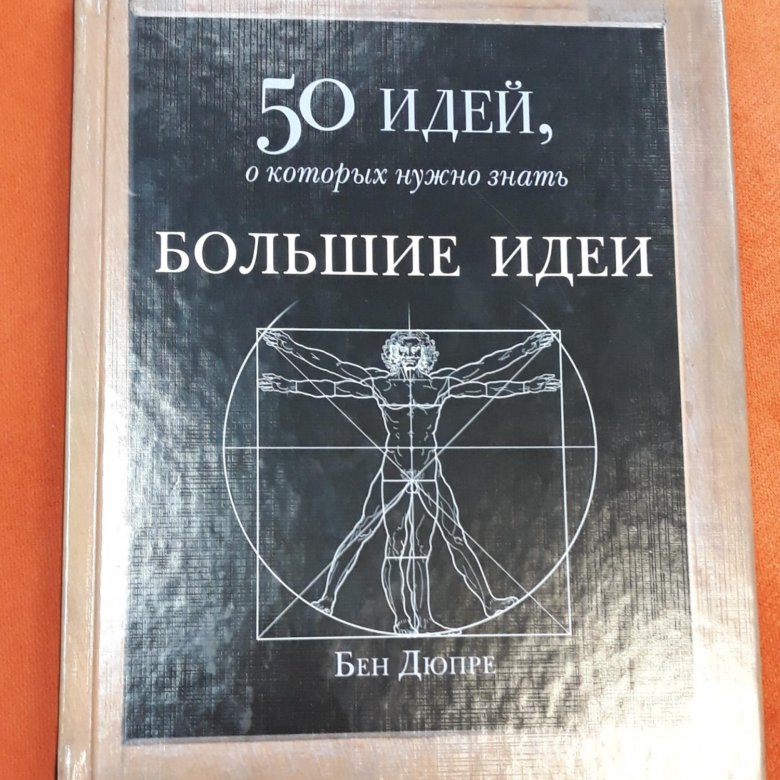 50 ИДЕЙ,
о которых нужно знать
БОЛЬШИЕ ИДЕИ
БЕН ДЮПРЕ